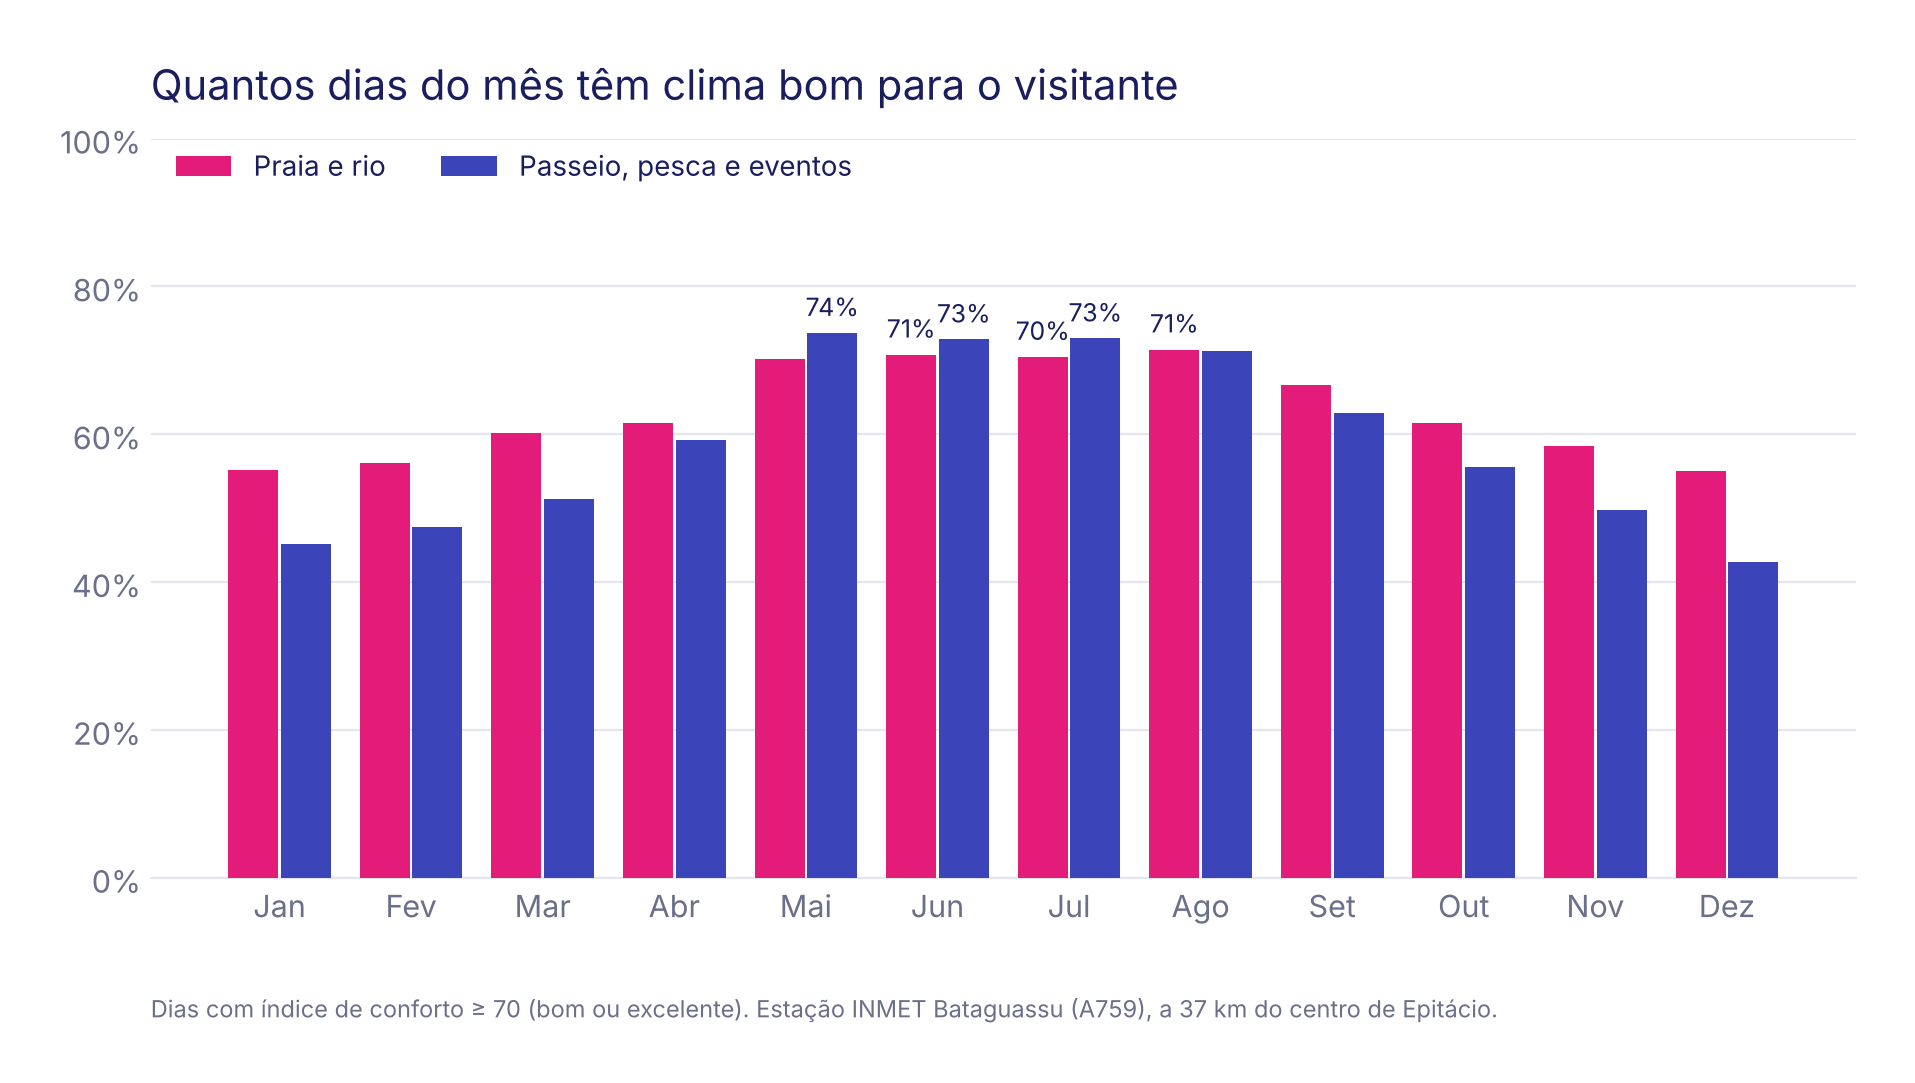 Quantos dias do mês têm clima bom para o visitante
100%
Praia e rio Passeio, pesca e eventos
80%
74% 71% 73% 70% 73% 71%
60%
40%
20%
0%
Jan Fev Mar Abr Mai Jun Jul Ago Set Out Nov Dez
Dias com índice de conforto ≥ 70 (bom ou excelente). Estação INMET Bataguassu (A759), a 37 km do centro de Epitácio.